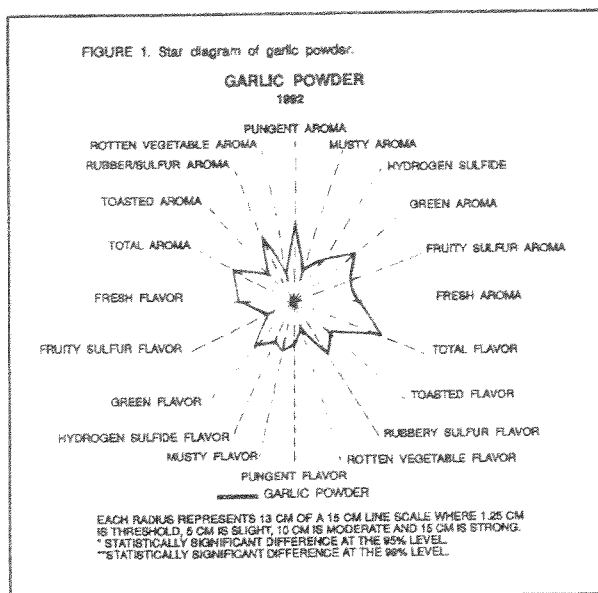 FIGURE 1. Star diagram of garlic powder.
GARLIC POWDER
1992
PUNGENT AROMA
ROTTEN VEGETABLE AROMA
MUSTY AROMA
RUBBER/SULFUR AROMA
HYDROGEN SULFIDE
TOASTED AROMA
GREEN AROMA
TOTAL AROMA
FRUITY SULFUR AROMA
FRESH FLAVOR
FRESH AROMA
FRUITY SULFUR FLAVOR
TOTAL FLAVOR
GREEN FLAVOR
TOASTED FLAVOR
HYDROGEN SULFIDE FLAVOR
RUBBERY SULFUR FLAVOR
MUSTY FLAVOR
ROTTEN VEGETABLE FLAVOR
PUNGENT FLAVOR
GARLIC POWDER
EACH RADIUS REPRESENTS 13 CM OF A 15 CM LINE SCALE WHERE 1.25 CM
IS THRESHOLD, 5 CM IS SLIGHT, 10 CM IS MODERATE AND 15 CM IS STRONG.
* STATISTICALLY SIGNIFICANT DIFFERENCE AT THE 95% LEVEL.
**STATISTICALLY SIGNIFICANT DIFFERENCE AT THE 99% LEVEL.